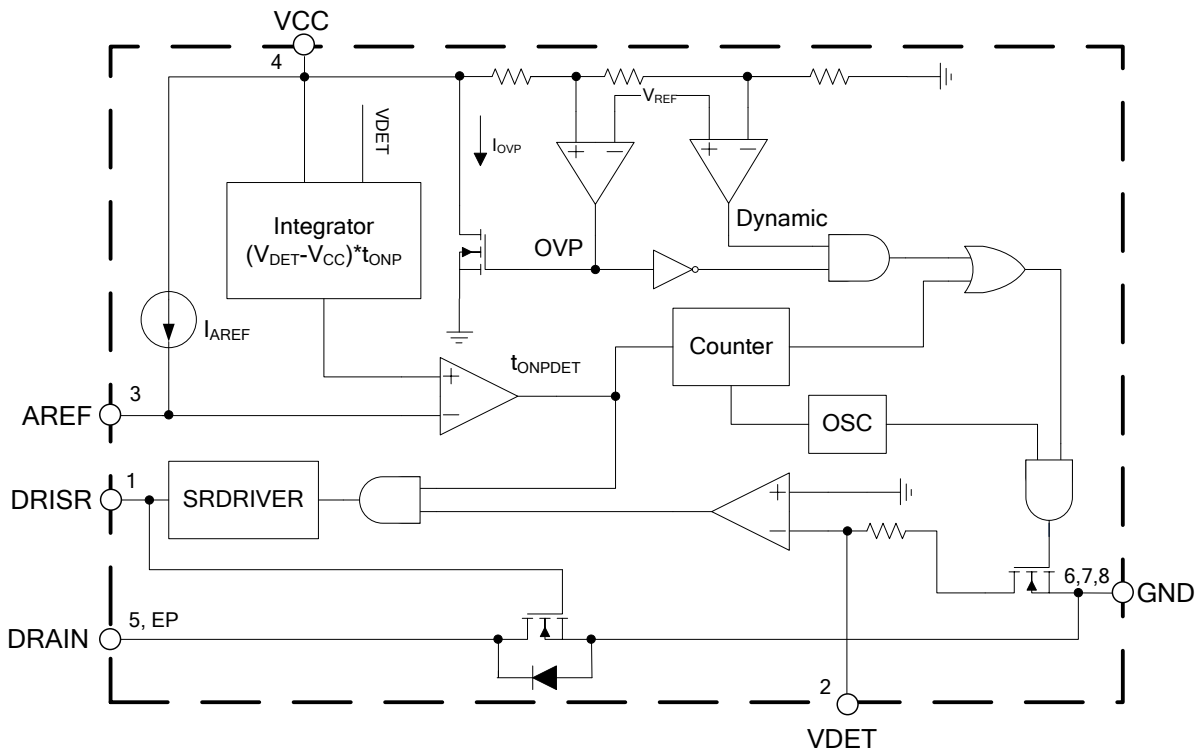 VCC
4
VREF
VDET
IOVP
+ −
+ −
Dynamic
Integrator
(VDET-VCC)*tONP
OVP
IAREF
Counter
tONPDET
+
−
3
AREF
OSC
1
DRISR
SRDRIVER
+
−
6,7,8
GND
5, EP
DRAIN
2
VDET